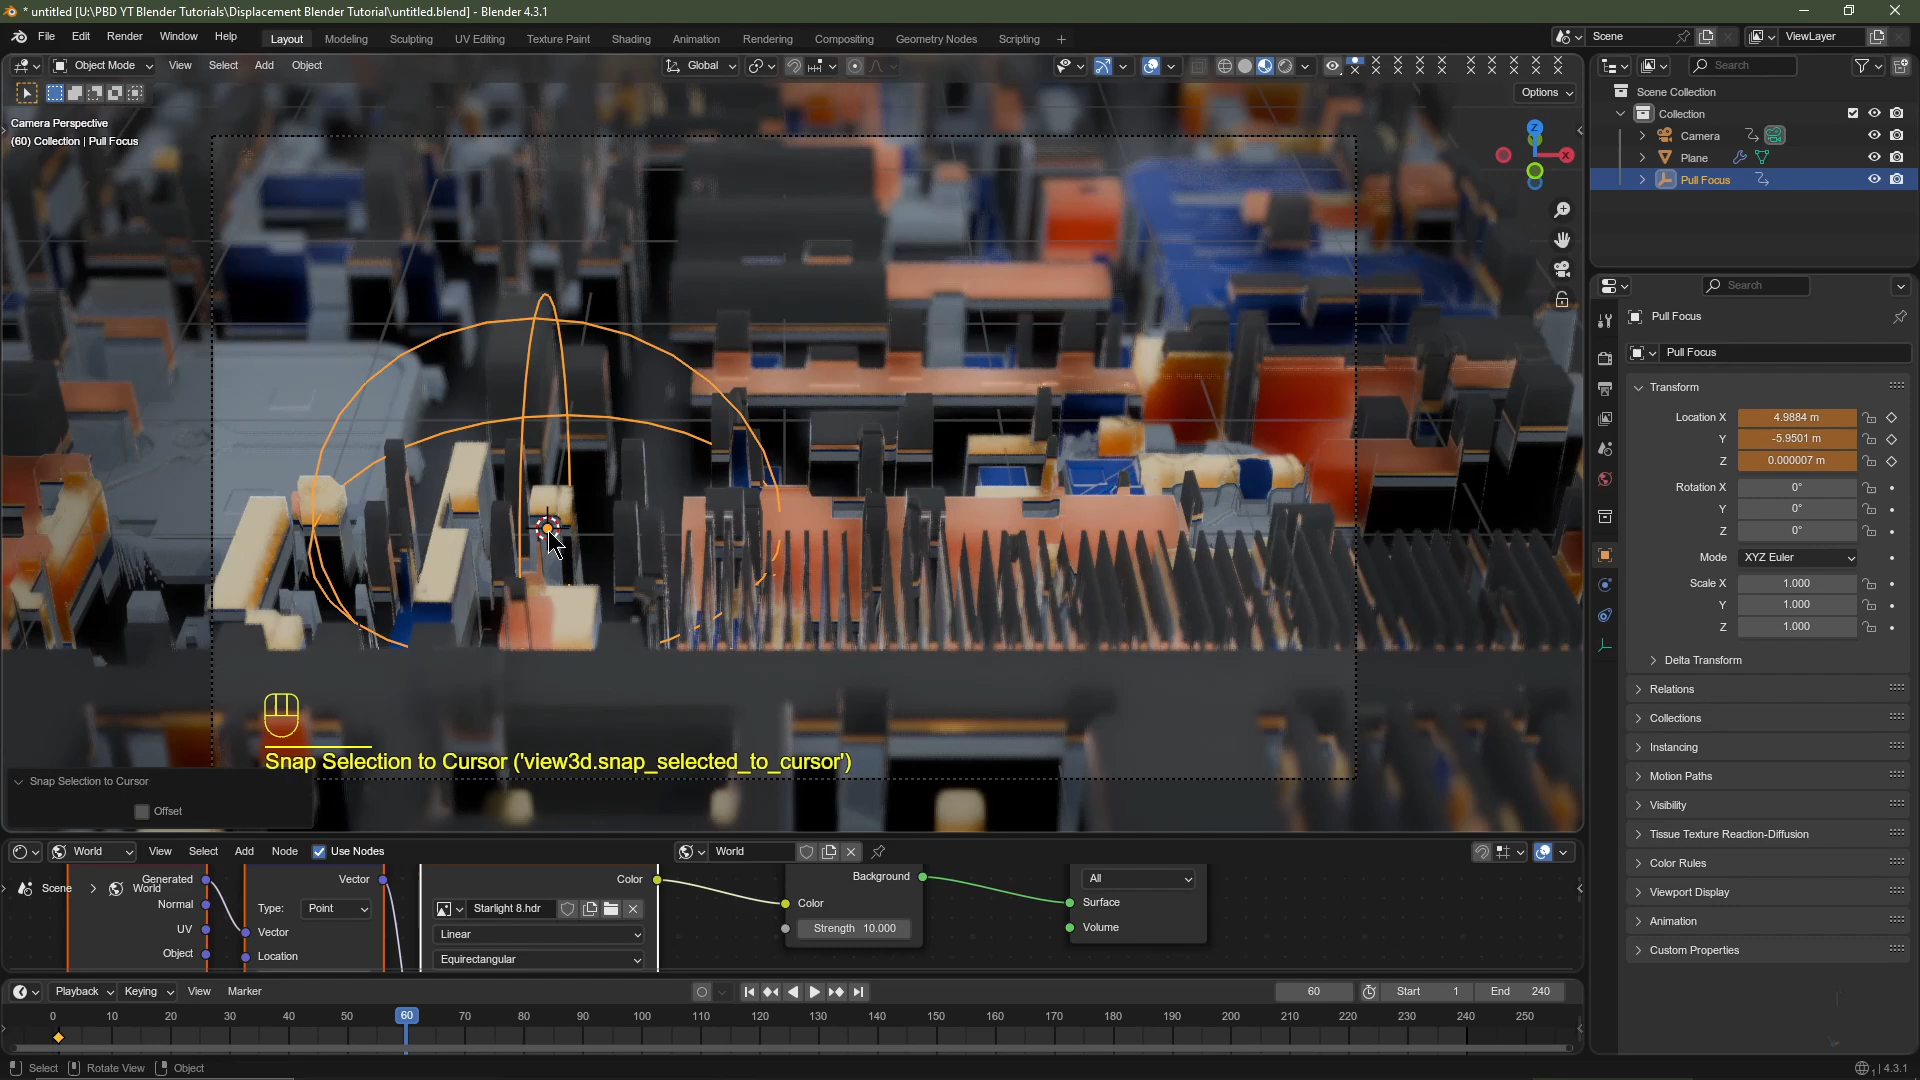 * untitled [U:\PBD YT Blender Tutorials\Displacement Blender Tutorial\untitled.blend] - Blender 4.3.1
File Edit Render Window Help Layout Modeling Sculpting UV Editing Texture Paint Shading Animation Rendering Compositing Geometry Nodes Scripting + Scene ViewLayer
Object Mode View Select Add Object Global Search
Options
Scene Collection
Collection
Camera
Plane
Pull Focus
Camera Perspective
(60) Collection | Pull Focus
Z
X
Search
Pull Focus
Pull Focus
Transform
Location X 4.9884 m
Y -5.9501 m
Z 0.000007 m
Rotation X 0°
Y 0°
Z 0°
Mode XYZ Euler
Scale X 1.000
Y 1.000
Z 1.000
Delta Transform
Relations
Collections
Instancing
Motion Paths
Visibility
Tissue Texture Reaction-Diffusion
Color Rules
Viewport Display
Animation
Custom Properties
Snap Selection to Cursor ('view3d.snap_selected_to_cursor')
Snap Selection to Cursor
Offset
World View Select Add Node Use Nodes World
Scene World
Generated
Normal
UV
Object
Vector
Type: Point
Vector
Location
Color
Starlight 8.hdr
Linear
Equirectangular
Background
Color
Strength 10.000
All
Surface
Volume
Playback Keying View Marker 60 Start 1 End 240
0 10 20 30 40 50 60 70 80 90 100 110 120 130 140 150 160 170 180 190 200 210 220 230 240 250
Select Rotate View Object 4.3.1